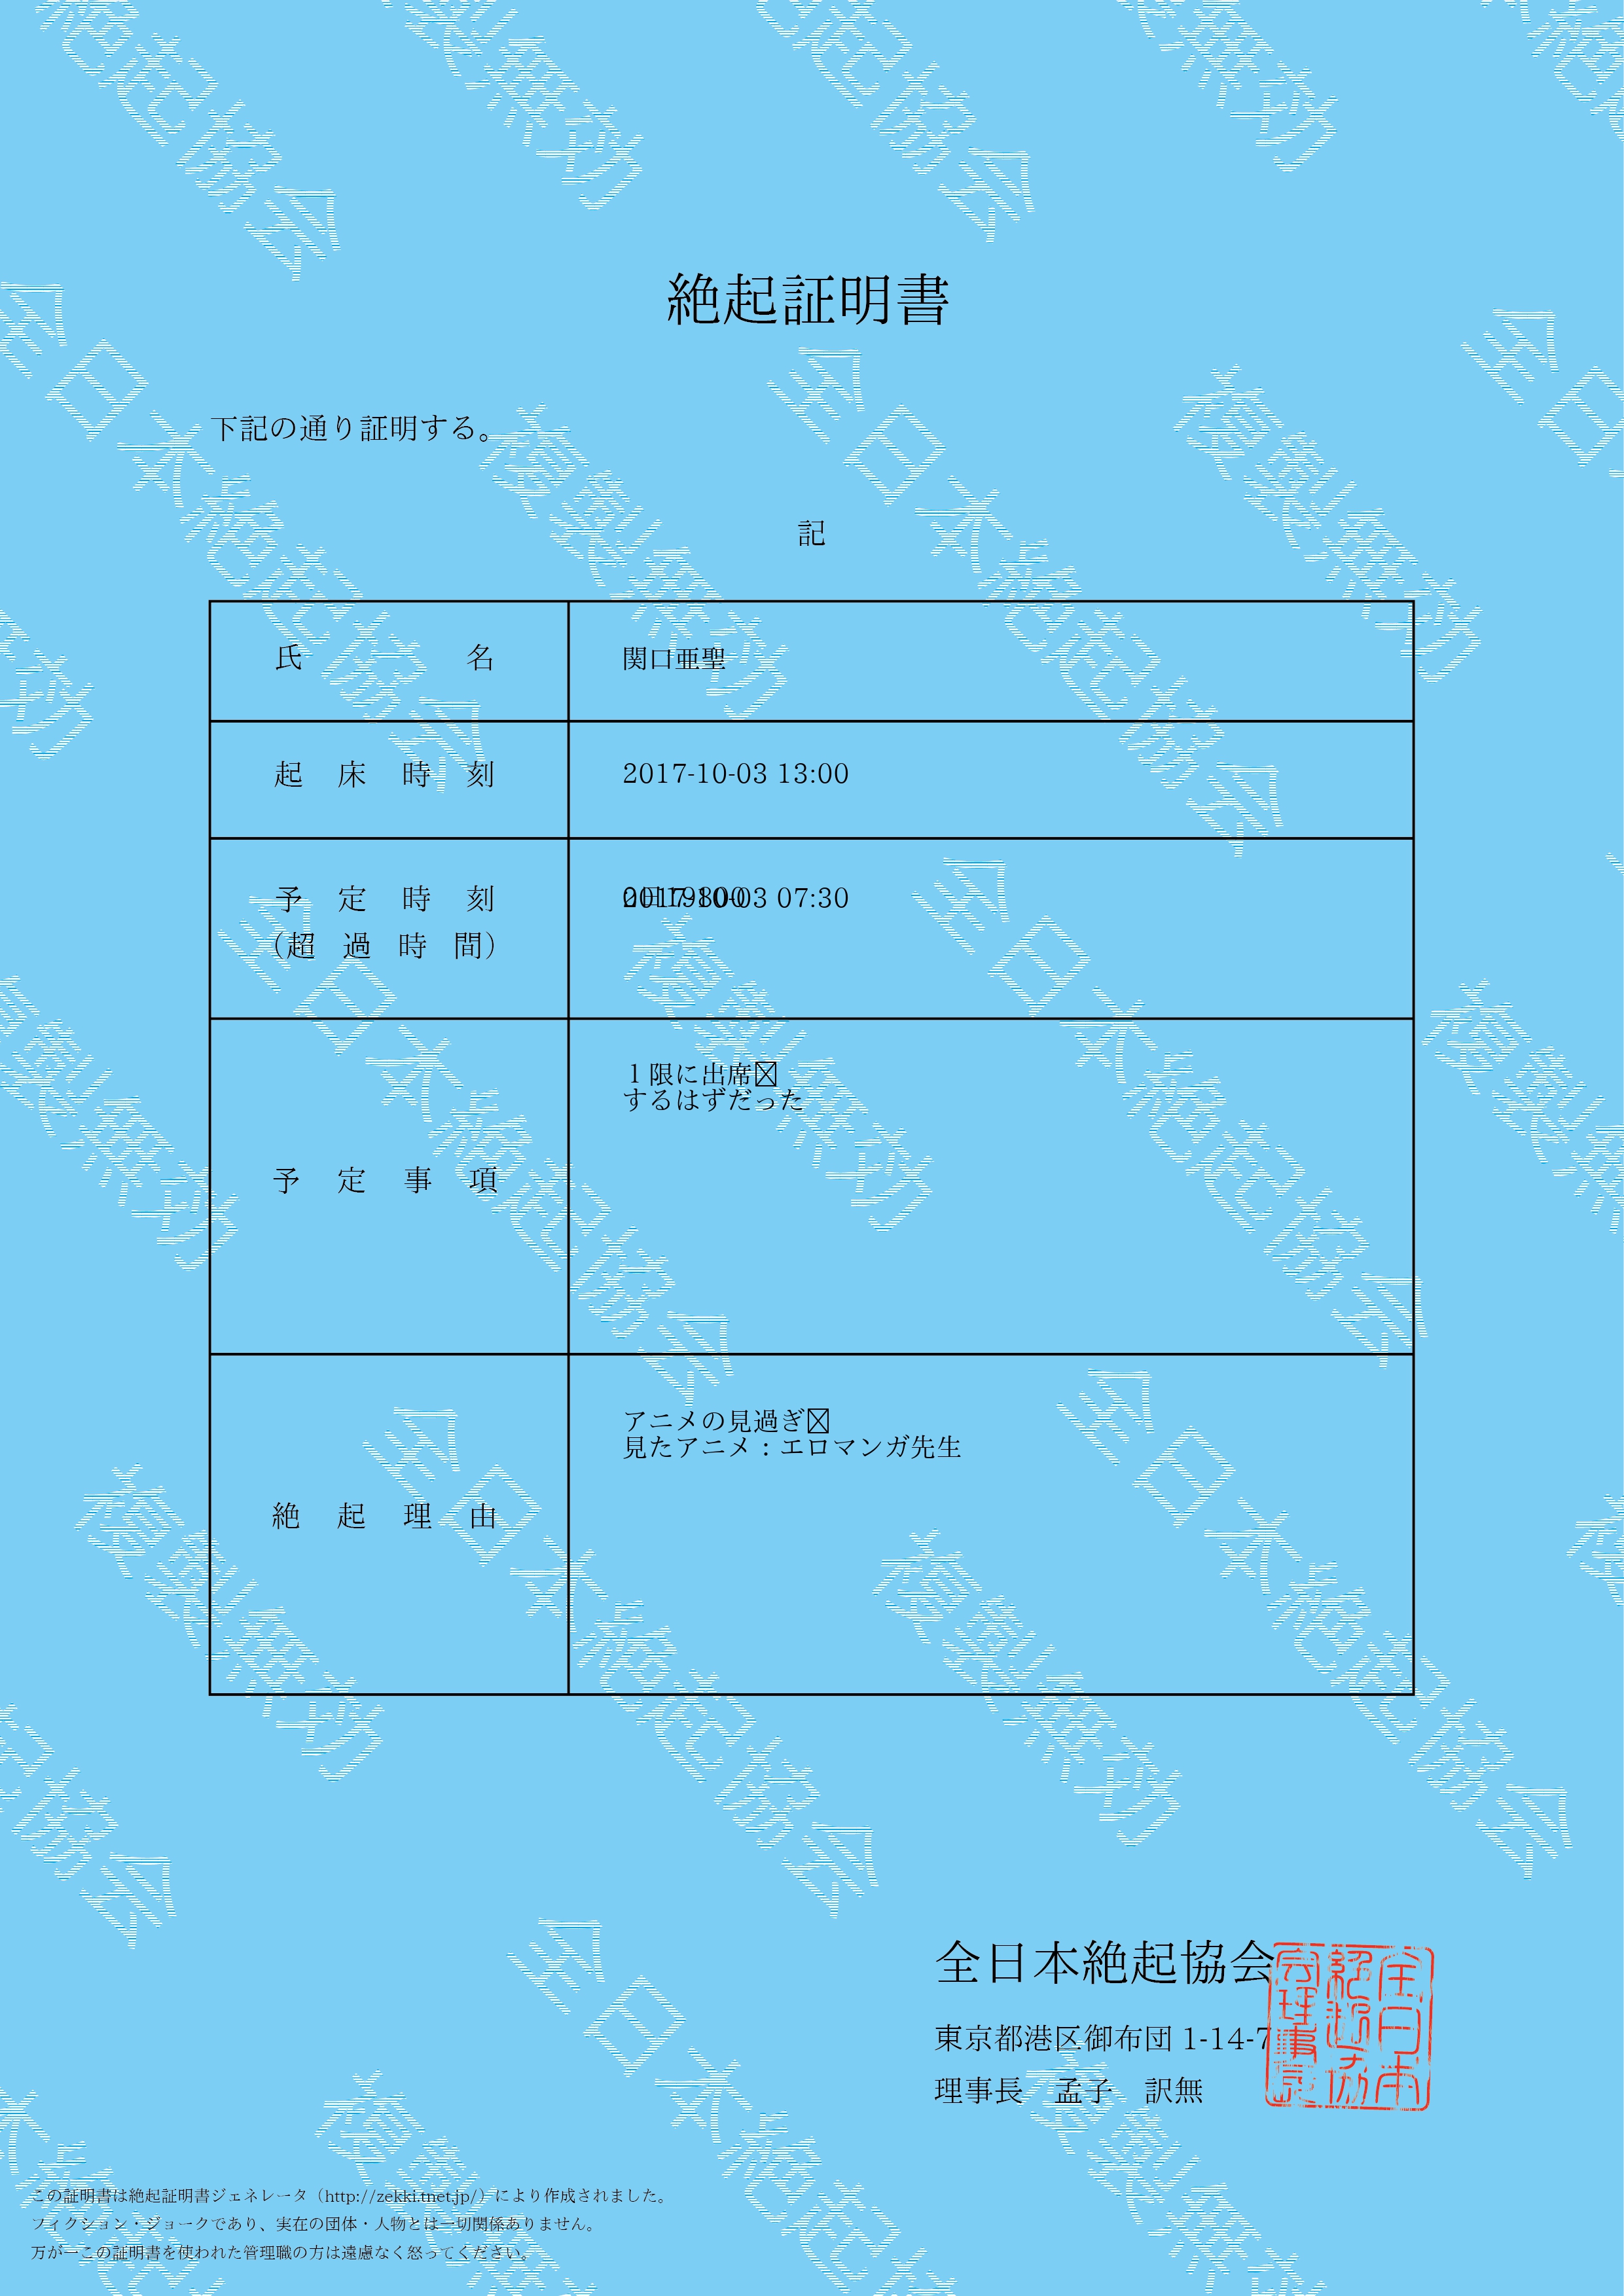 絶起証明書
下記の通り証明する。
記
氏名 関口亜聖
起床時刻 2017-10-03 13:00
予定時刻 2017-10-03 07:30
（超過時間）
１限に出席
するはずだった
予定事項
アニメの見過ぎ
見たアニメ：エロマンガ先生
絶起理由
全日本絶起協会
東京都港区御布団 1-14-7
理事長　孟子　訳無
全日本絶起協会理事長
この証明書は絶起証明書ジェネレータ（http://zekki.tnet.jp/）により作成されました。
フィクション・ジョークであり、実在の団体・人物とは一切関係ありません。
万が一この証明書を使われた管理職の方は遠慮なく怒ってください。
全日本絶起協会
複製無効